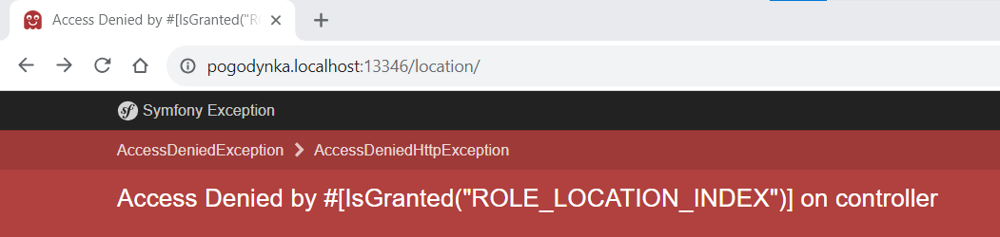 Access Denied by #[IsGranted("R
pogodynka.localhost:13346/location/
sf Symfony Exception
AccessDeniedException AccessDeniedHttpException
Access Denied by #[IsGranted("ROLE_LOCATION_INDEX")] on controller